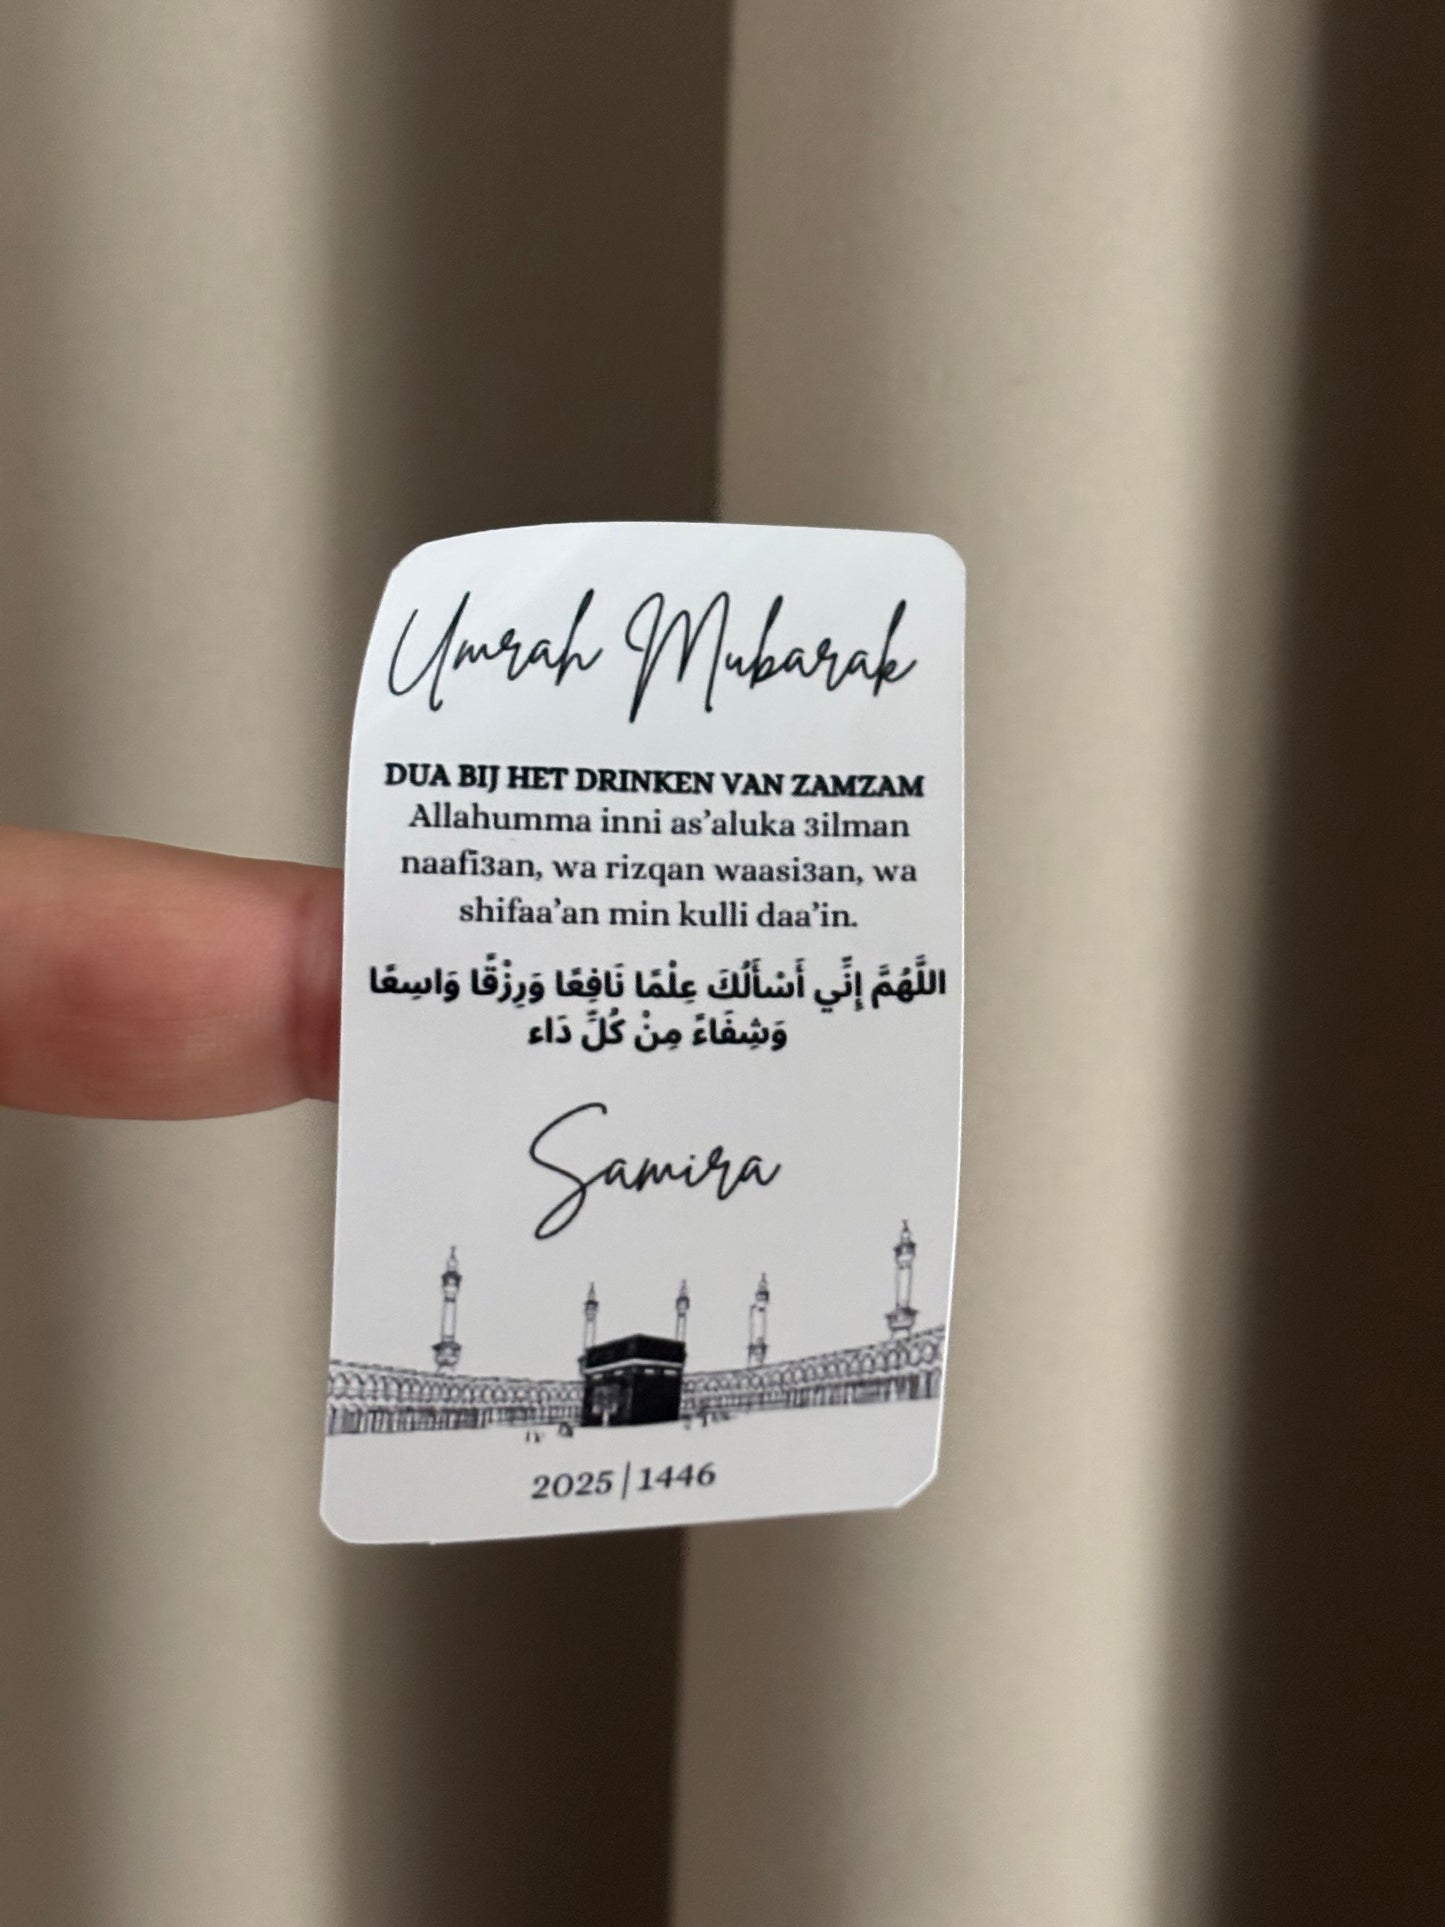 Umrah Mubarak
DUA BIJ HET DRINKEN VAN ZAMZAM
Allahumma inni as’aluka 3ilman
naafi3an, wa rizqan waasi3an, wa
shifaa’an min kulli daa’in.
اللَّهُمَّ إِنِّي أَسْأَلُكَ عِلْمًا نَافِعًا وَرِزْقًا وَاسِعًا
وَشِفَاءً مِنْ كُلِّ دَاء
Samira
2025 | 1446